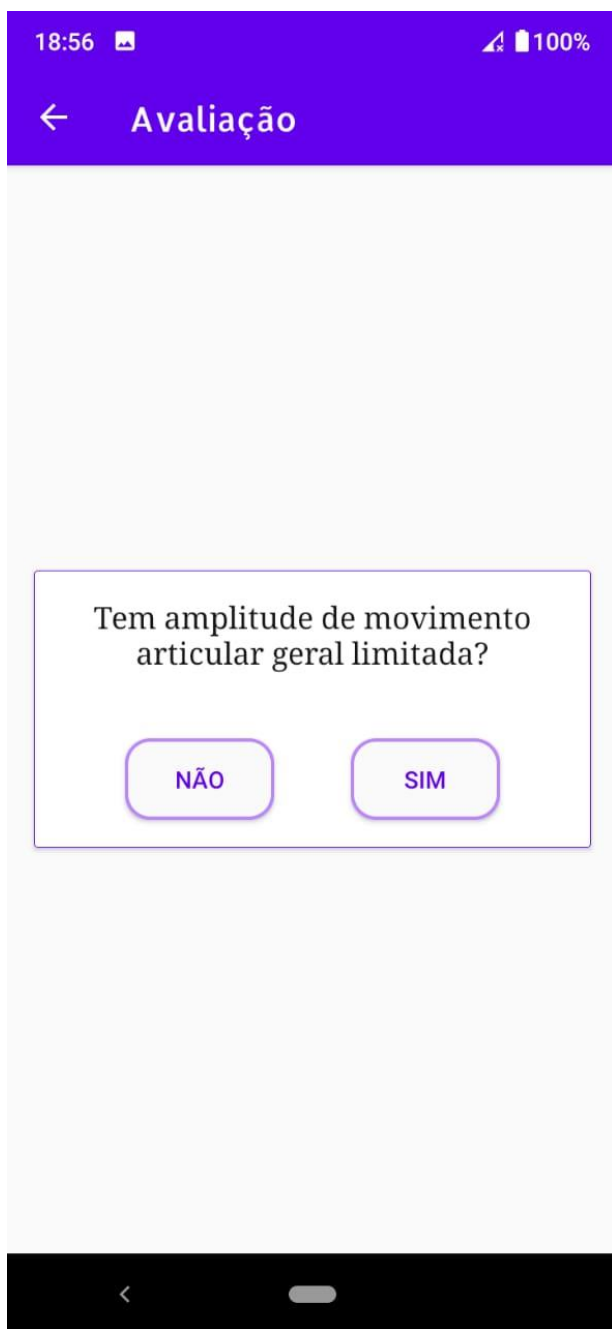 18:56
100%
Avaliação
Tem amplitude de movimento
articular geral limitada?
NÃO
SIM